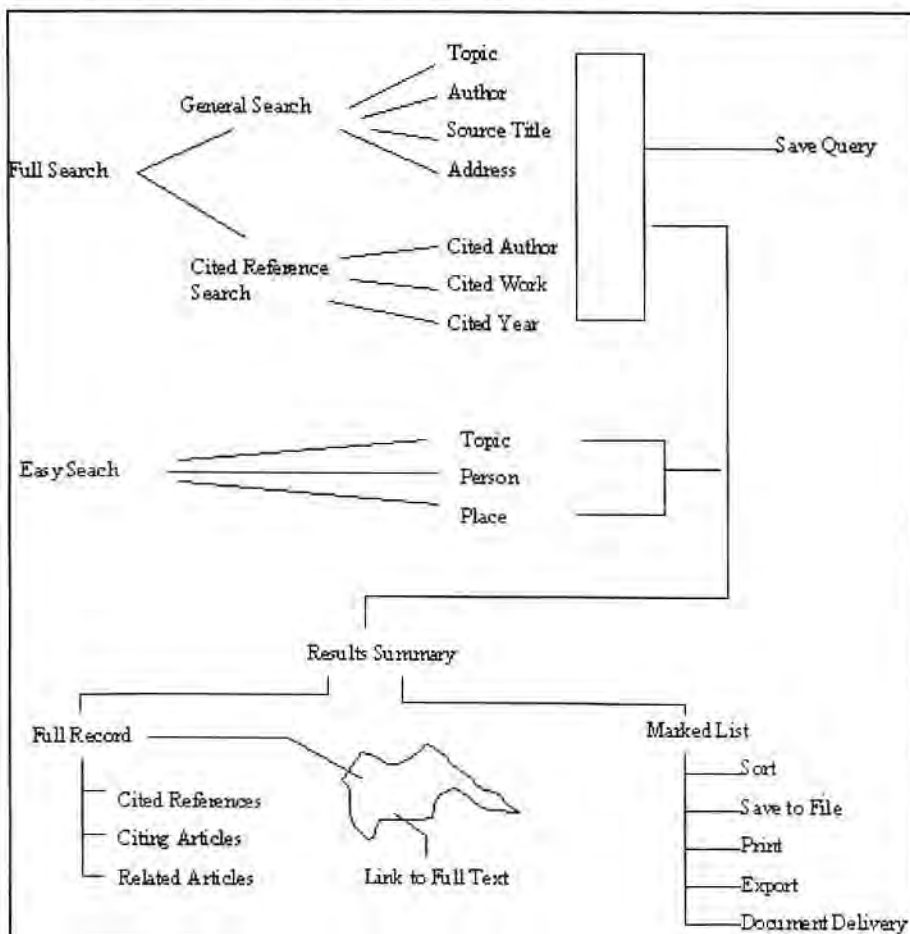 Topic
General Search
Author
Source Title
Save Query
Full Search
Address
Cited Reference
Search
Cited Author
Cited Work
Cited Year
Topic
Easy Seach
Person
Place
Results Summary
Full Record
Marked List
Sort
Cited References
Save to File
Citing Articles
Print
Related Articles
Link to Full Text
Export
Document Delivery